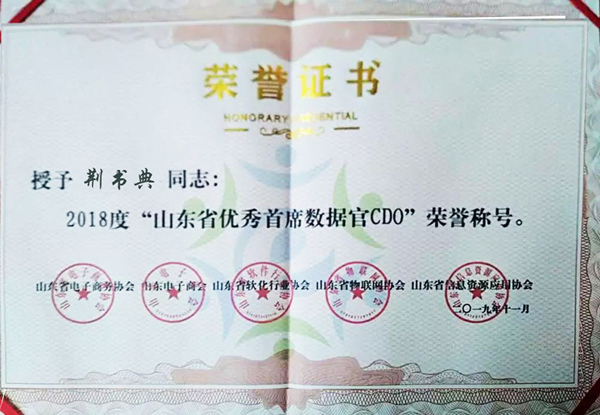 荣誉证书
HONORARY CREDENTIAL
授予 荆书典 同志：
2018度“山东省优秀首席数据官CDO”荣誉称号。
山东省电子商务协会 山东电子商会 山东省软件行业协会 山东省物联网协会 山东省信息资源应用协会
二〇一九年十一月